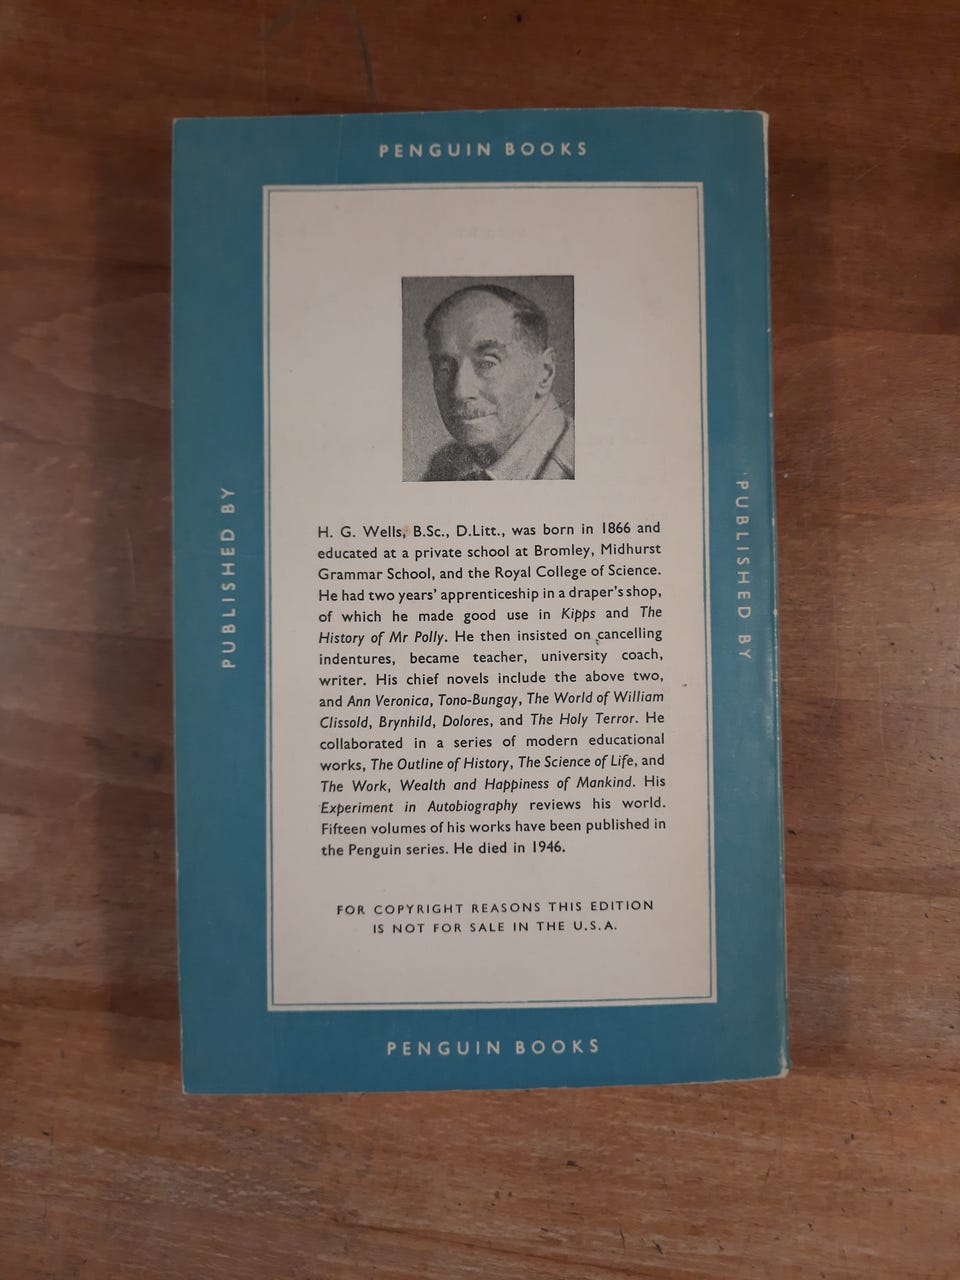 PENGUIN BOOKS
PUBLISHED BY
H. G. Wells, B.Sc., D.Litt., was born in 1866 and
educated at a private school at Bromley, Midhurst
Grammar School, and the Royal College of Science.
He had two years' apprenticeship in a draper's shop,
of which he made good use in Kipps and The
History of Mr Polly. He then insisted on cancelling
indentures, became teacher, university coach,
writer. His chief novels include the above two,
and Ann Veronica, Tono-Bungay, The World of William
Clissold, Brynhild, Dolores, and The Holy Terror. He
collaborated in a series of modern educational
works, The Outline of History, The Science of Life, and
The Work, Wealth and Happiness of Mankind. His
Experiment in Autobiography reviews his world.
Fifteen volumes of his works have been published in
the Penguin series. He died in 1946.
FOR COPYRIGHT REASONS THIS EDITION
IS NOT FOR SALE IN THE U.S.A.
PUBLISHED BY
PENGUIN BOOKS